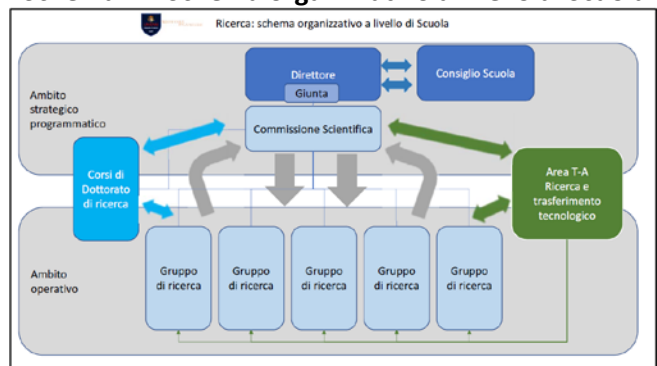 Ricerca: schema organizzativo a livello di Scuola
Ambito
strategico
programmatico
Direttore
Giunta
Consiglio Scuola
Commissione Scientifica
Corsi di
Dottorato
di ricerca
Area T-A
Ricerca e
trasferimento
tecnologico
Ambito
operativo
Gruppo
di ricerca
Gruppo
di ricerca
Gruppo
di ricerca
Gruppo
di ricerca
Gruppo
di ricerca